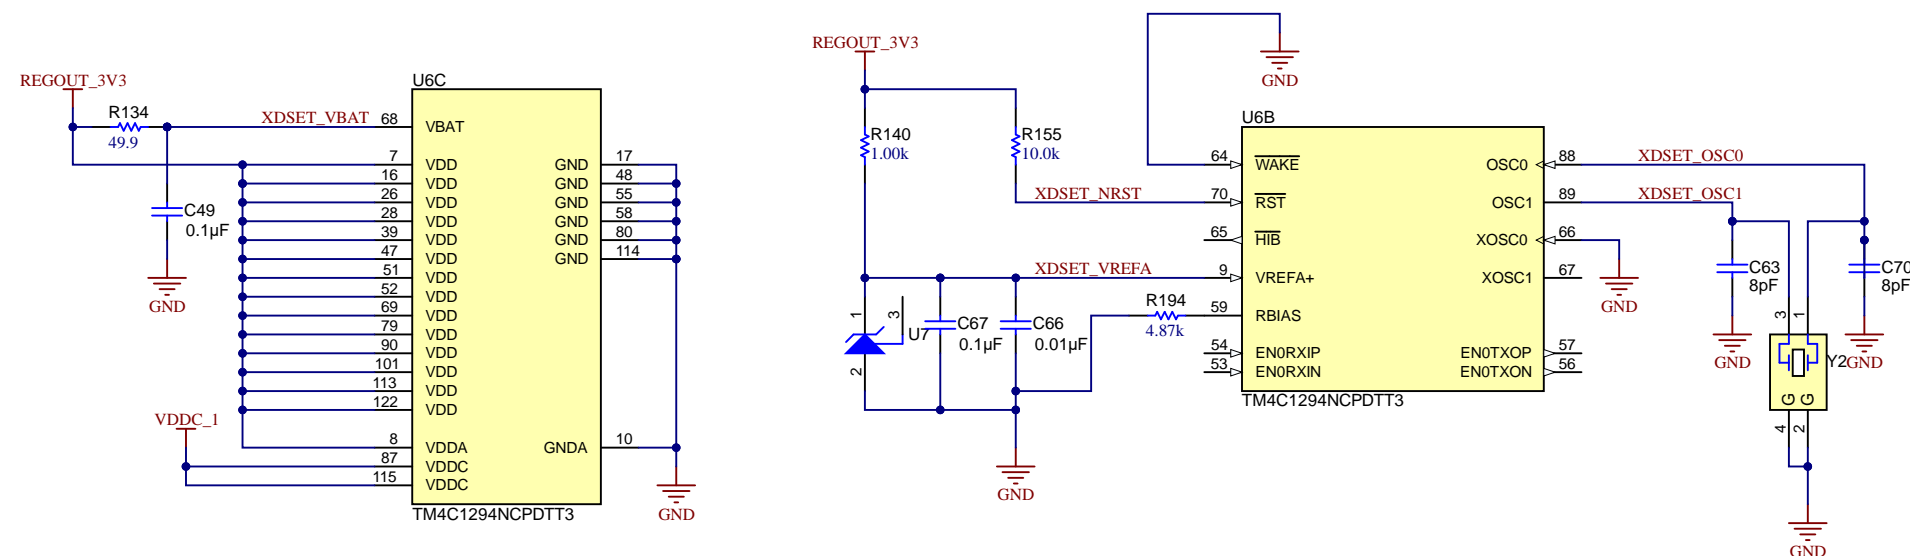 REGOUT_3V3
R134
49.9
C49
0.1µF
GND
XDSET_VBAT
VDDC_1
U6C
68 VBAT
7 VDD GND 17
16 VDD GND 48
26 VDD GND 55
28 VDD GND 58
39 VDD GND 80
47 VDD GND 114
51 VDD
52 VDD
69 VDD
79 VDD
90 VDD
101 VDD
113 VDD
122 VDD
8 VDDA GNDA 10
87 VDDC
115 VDDC
TM4C1294NCPDTT3
GND
REGOUT_3V3
R140
1.00k
R155
10.0k
GND
XDSET_NRST
XDSET_VREFA
1
3
2
U7
C67
0.1µF
C66
0.01µF
R194
4.87k
GND
U6B
64 WAKE OSC0 88
70 RST OSC1 89
65 HIB XOSC0 66
9 VREFA+ XOSC1 67
59 RBIAS
54 EN0RXIP EN0TXOP 57
53 EN0RXIN EN0TXON 56
TM4C1294NCPDTT3
XDSET_OSC0
XDSET_OSC1
GND
C63
8pF
GND
C70
8pF
GND
3
1
Y2
G
G
4
2
GND